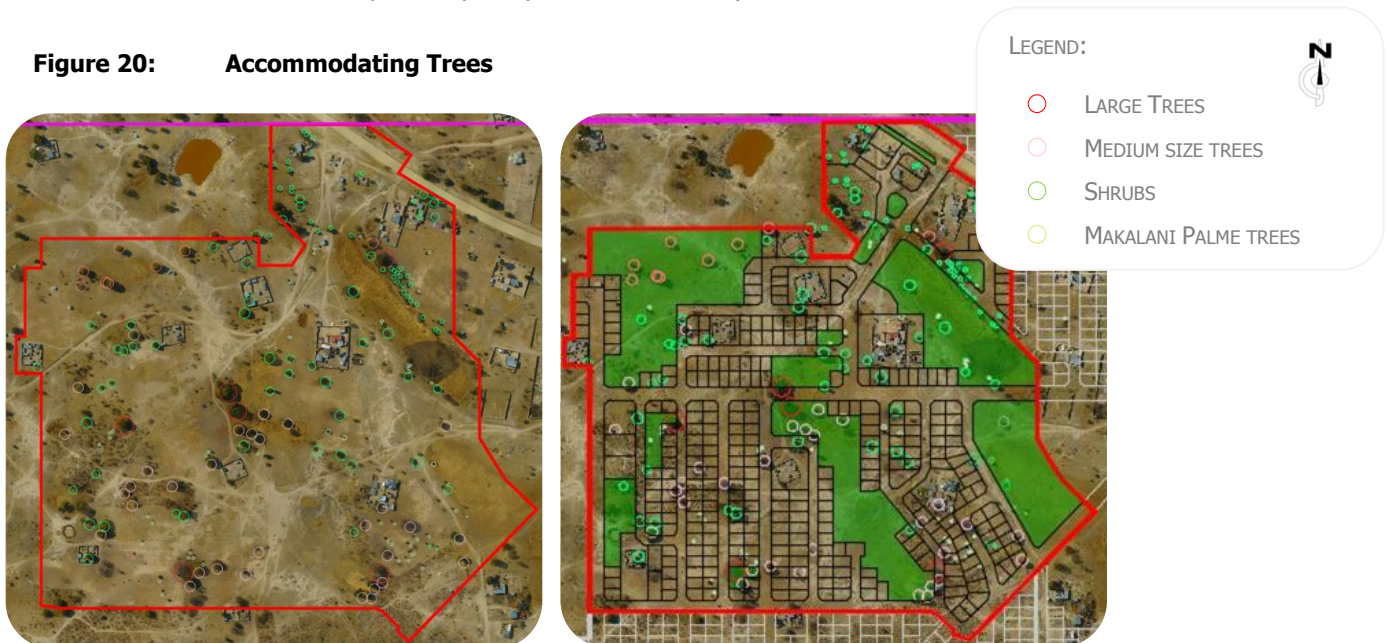 Figure 20: Accommodating Trees
LEGEND:
N
LARGE TREES
MEDIUM SIZE TREES
SHRUBS
MAKALANI PALME TREES